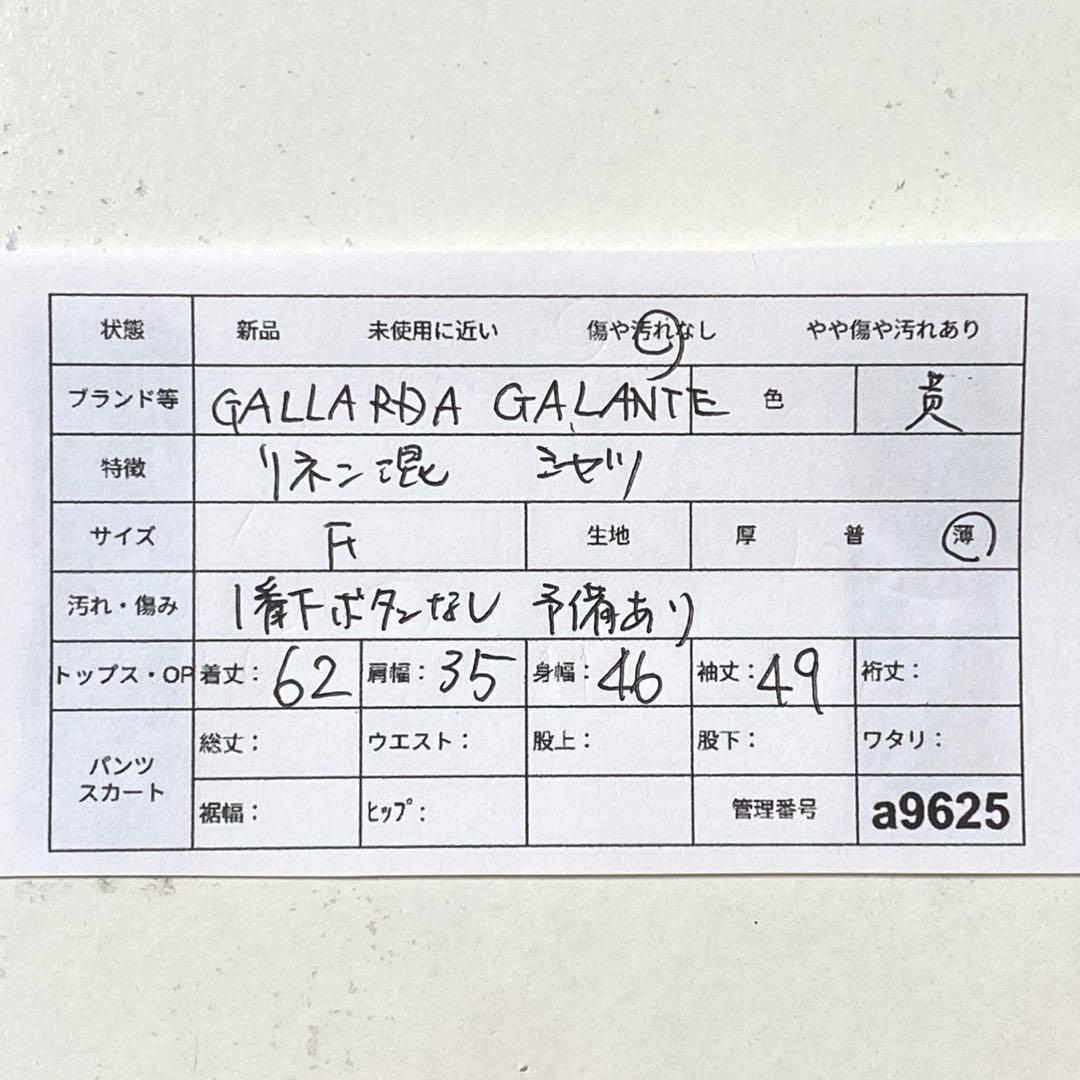 状態 新品 未使用に近い 傷や汚れなし やや傷や汚れあり
ブランド等 GALLARDA GALANTE 色
特徴 リネン混 シャツ
サイズ F 生地 厚 普 薄
汚れ・傷み 1番下ボタンなし 予備あり
トップス・OP 着丈: 62 肩幅: 35 身幅: 46 袖丈: 49 裄丈:
パンツ スカート 総丈: ウエスト: 股上: 股下: ワタリ:
裾幅: ヒップ: 管理番号 a9625